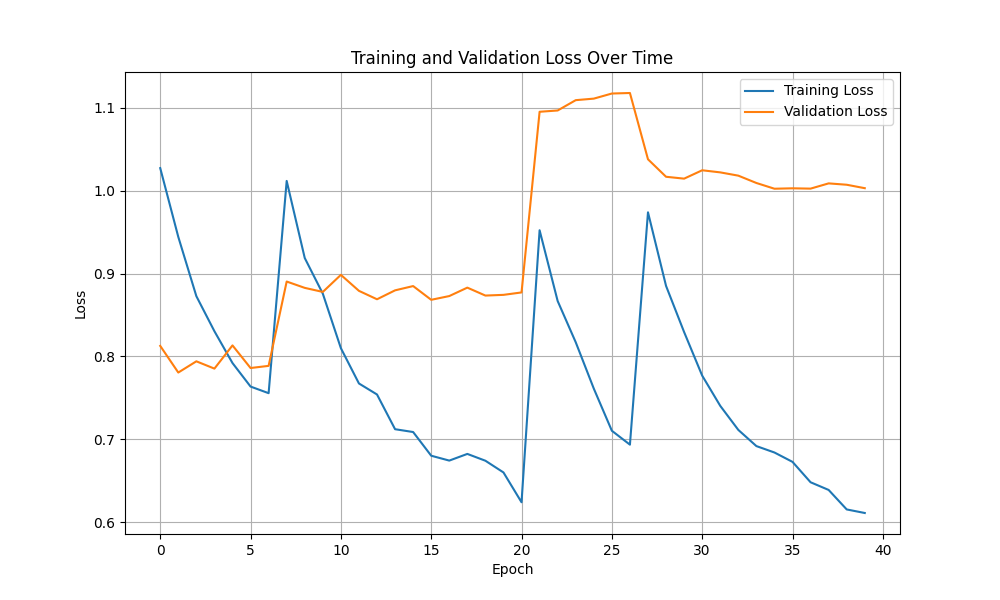 Training and Validation Loss Over Time
Training Loss
Validation Loss
1.1
1.0
0.9
0.8
0.7
0.6
Loss
0 5 10 15 20 25 30 35 40
Epoch